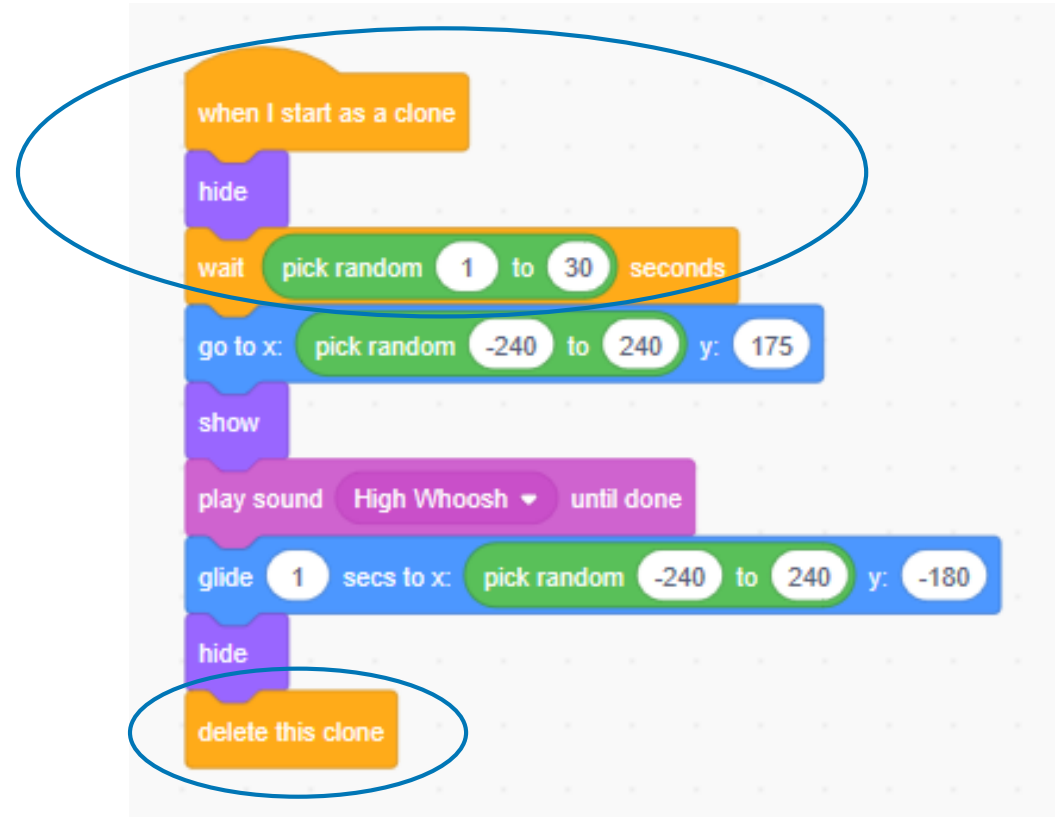 when I start as a clone
hide
wait pick random 1 to 30 seconds
go to x: pick random -240 to 240 y: 175
show
play sound High Whoosh until done
glide 1 secs to x: pick random -240 to 240 y: -180
hide
delete this clone